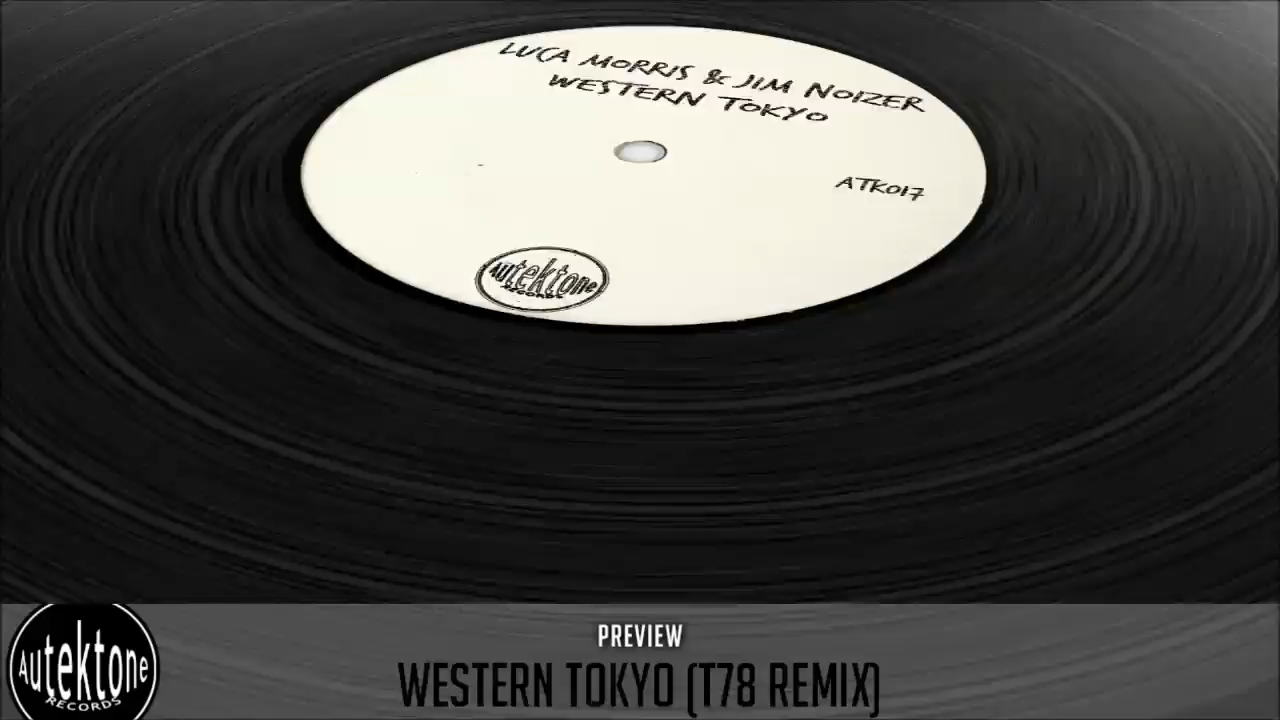 LUCA MORRIS & JIM NOIZER
WESTERN TOKYO
ATK017
Autektone
RECORDS
PREVIEW
WESTERN TOKYO (T78 REMIX)
Autektone
RECORDS